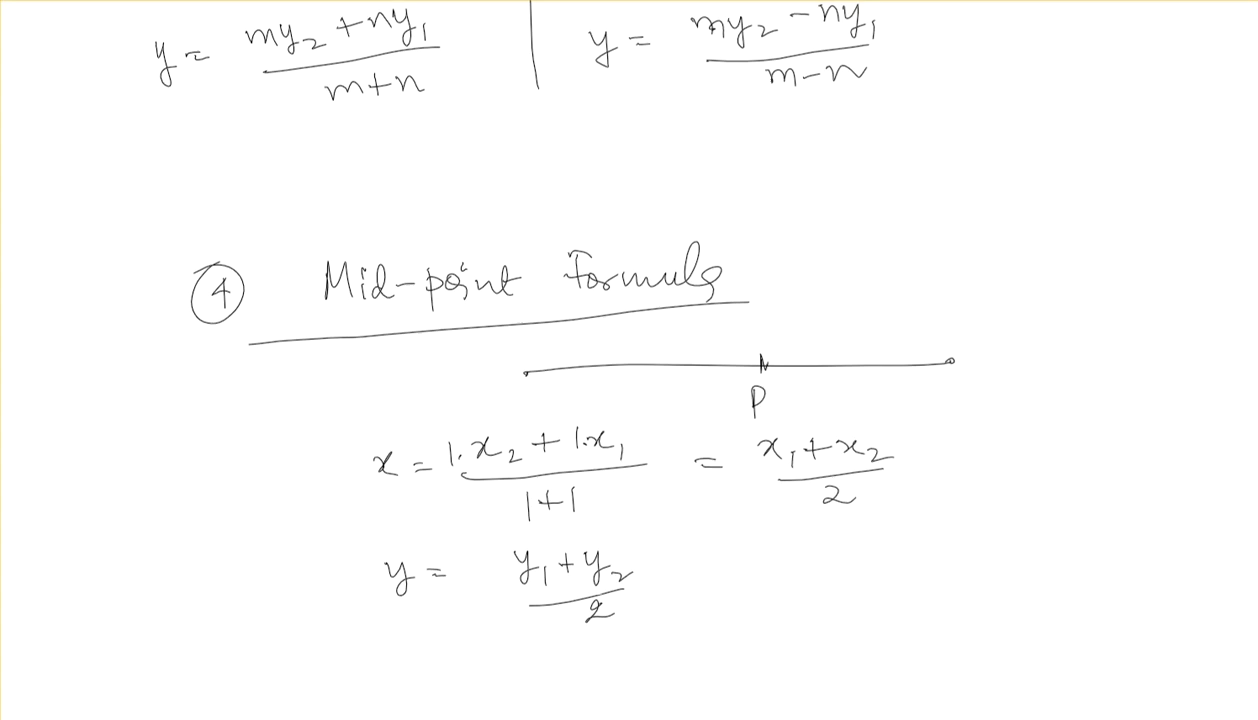 y = my₂ + ny₁ / m+n | y = my₂ - ny₁ / m-n
④ Mid-point Formula
P
x = 1.x₂ + 1.x₁ / 1+1 = x₁+x₂ / 2
y = y₁+y₂ / 2